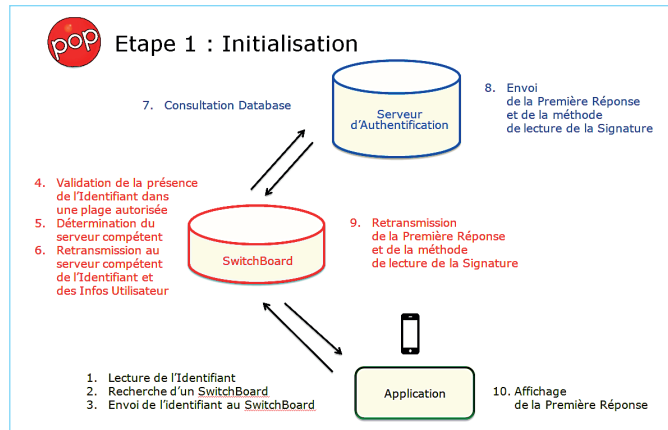 pop
Etape 1 : Initialisation
7. Consultation Database
Serveur
d'Authentification
8. Envoi
de la Première Réponse
et de la méthode
de lecture de la Signature
4. Validation de la présence
de l'Identifiant dans
une plage autorisée
5. Détermination du
serveur compétent
6. Retransmission au
serveur compétent
de l'Identifiant et
des Infos Utilisateur
SwitchBoard
9. Retransmission
de la Première Réponse
et de la méthode
de lecture de la Signature
1. Lecture de l'Identifiant
2. Recherche d'un SwitchBoard
3. Envoi de l'identifiant au SwitchBoard
Application
10. Affichage
de la Première Réponse